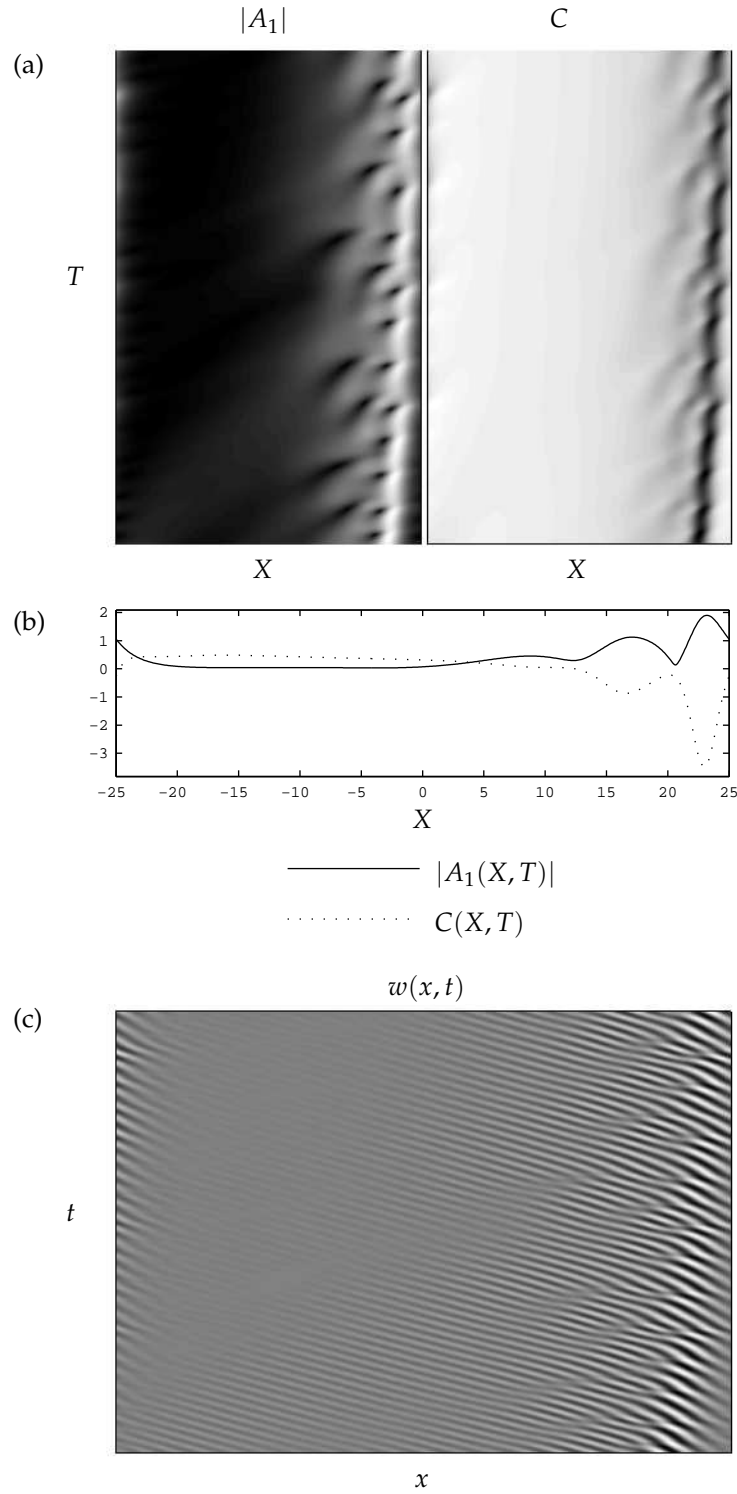 |A₁| C
(a)
T
X X
(b)
2
1
0
-1
-2
-3
-25 -20 -15 -10 -5 0 5 10 15 20 25
X
|A₁(X, T)|
C(X, T)
w(x, t)
(c)
t
x